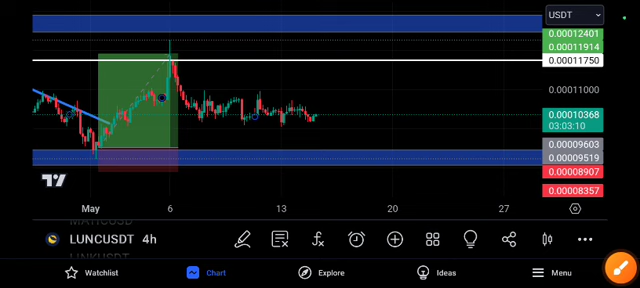 USDT
0.00012401
0.00011914
0.00011750
0.00011000
0.00010368
03:03:10
0.00009603
0.00009519
0.00008907
0.00008357
May 6 13 20 27
LUNCUSDT 4h
Watchlist Chart Explore Ideas Menu